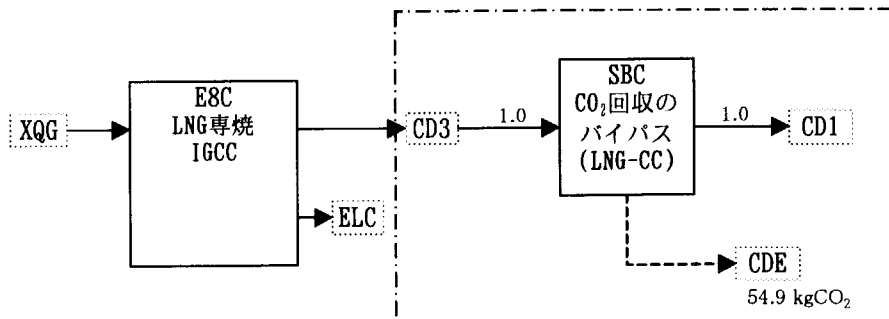 XQG
E8C
LNG専焼
IGCC
CD3
ELC
1.0
SBC
CO₂回収の
バイパス
(LNG-CC)
1.0
CD1
CDE
54.9 kgCO₂